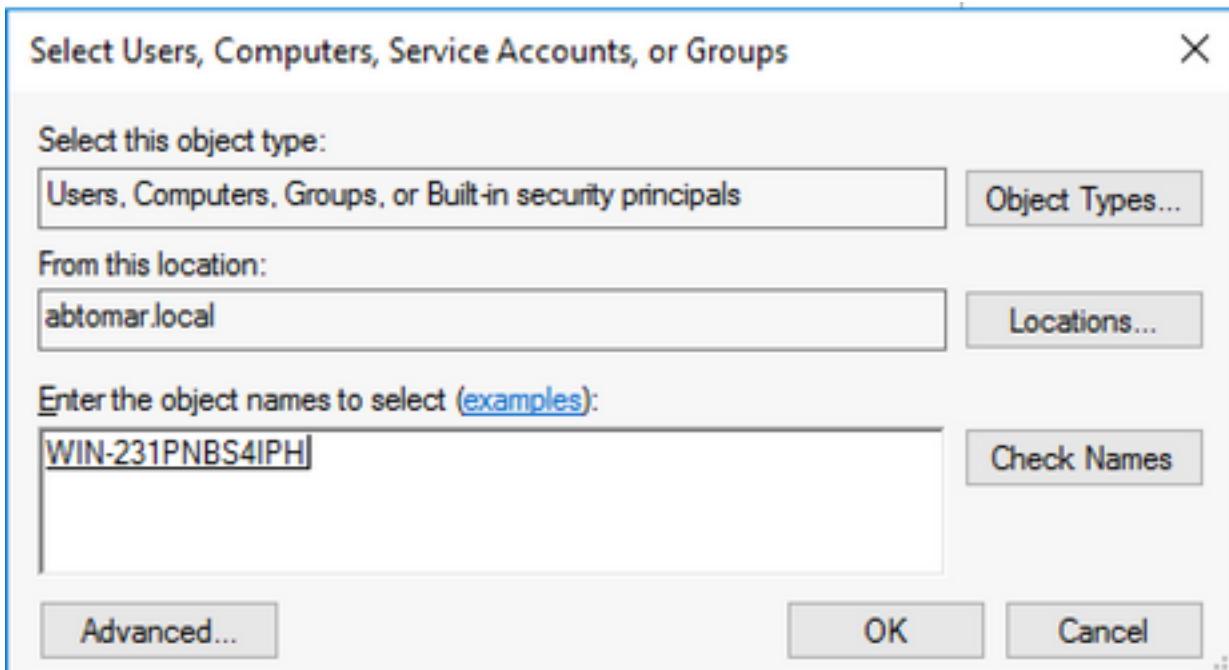 Select Users, Computers, Service Accounts, or Groups
Select this object type:
Users, Computers, Groups, or Built-in security principals
Object Types...
From this location:
abtomar.local
Locations...
Enter the object names to select (examples):
WIN-231PNBS4IPH
Check Names
Advanced...
OK
Cancel